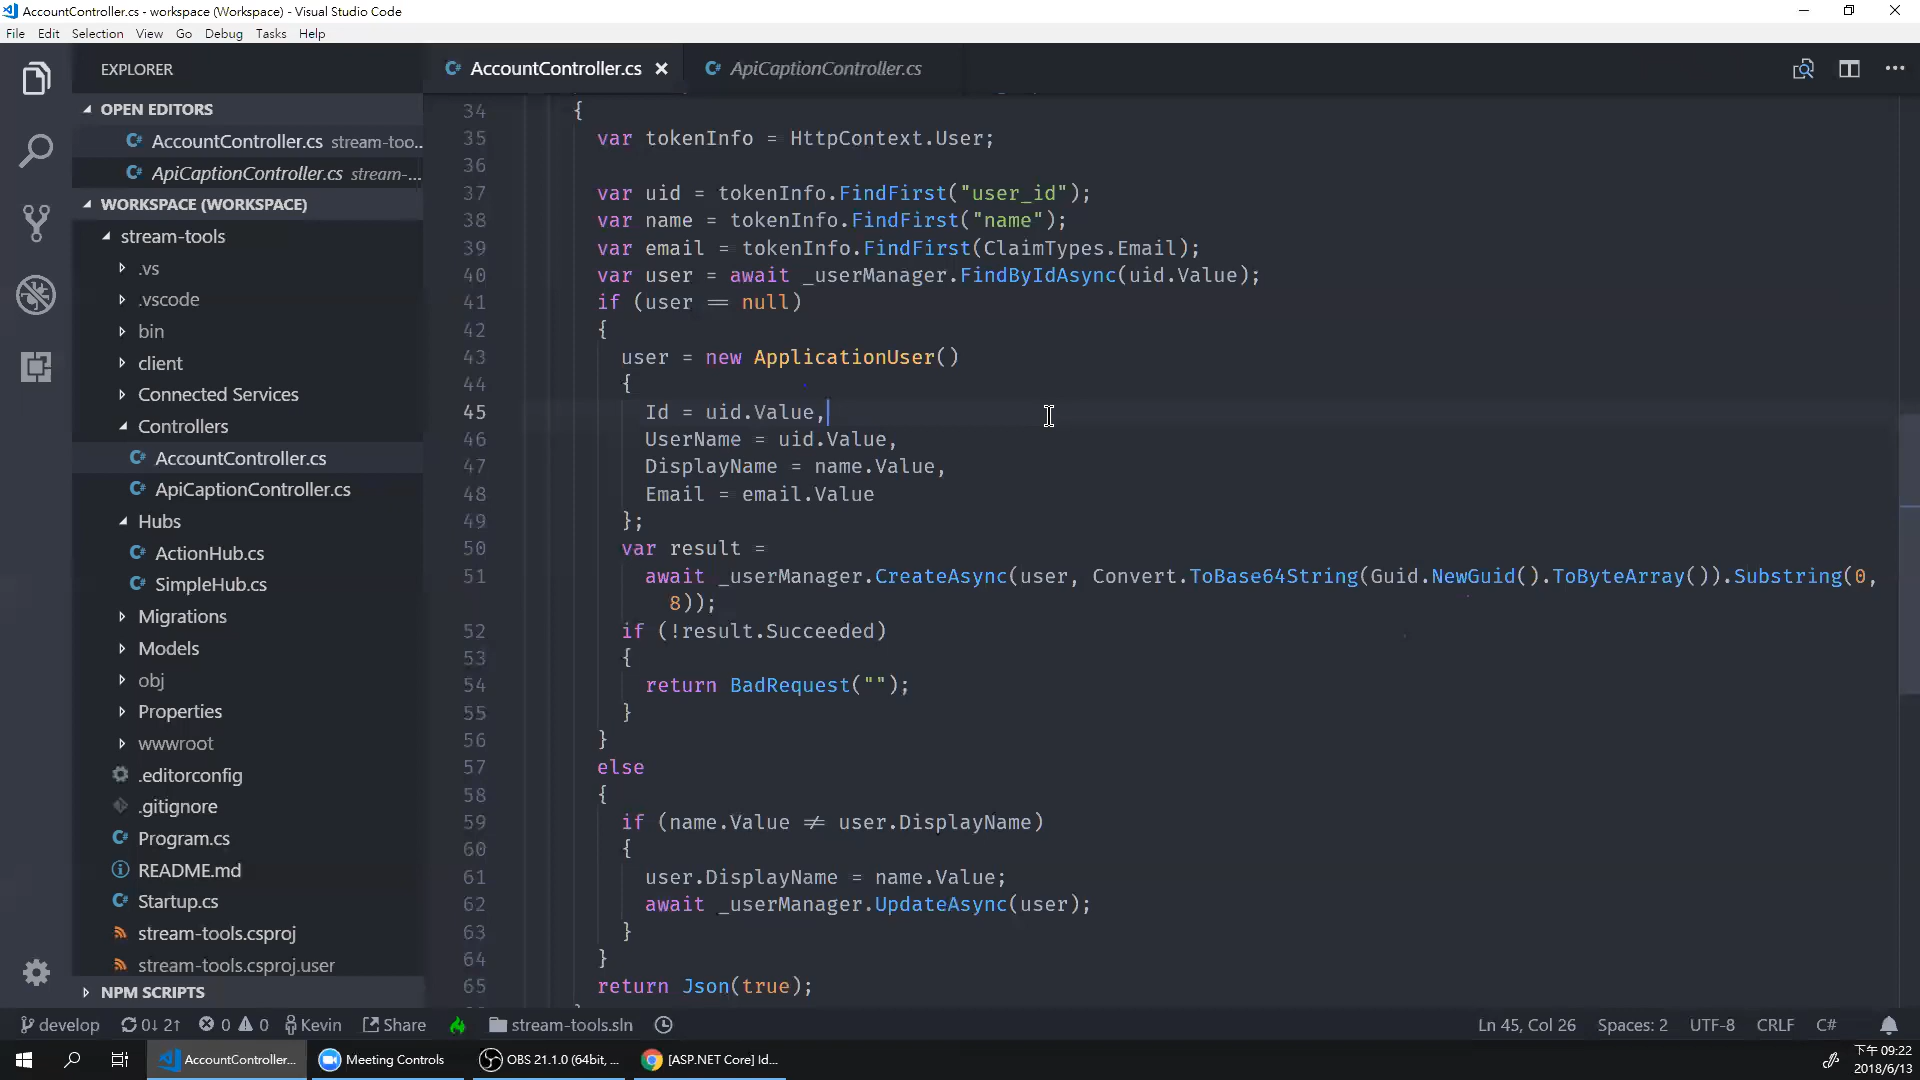 AccountController.cs - workspace (Workspace) - Visual Studio Code
File Edit Selection View Go Debug Tasks Help
EXPLORER
OPEN EDITORS
AccountController.cs stream-too...
ApiCaptionController.cs stream-...
WORKSPACE (WORKSPACE)
stream-tools
.vs
.vscode
bin
client
Connected Services
Controllers
AccountController.cs
ApiCaptionController.cs
Hubs
ActionHub.cs
SimpleHub.cs
Migrations
Models
obj
Properties
wwwroot
.editorconfig
.gitignore
Program.cs
README.md
Startup.cs
stream-tools.csproj
stream-tools.csproj.user
NPM SCRIPTS
AccountController.cs
ApiCaptionController.cs
34 {
35 var tokenInfo = HttpContext.User;
36
37 var uid = tokenInfo.FindFirst("user_id");
38 var name = tokenInfo.FindFirst("name");
39 var email = tokenInfo.FindFirst(ClaimTypes.Email);
40 var user = await _userManager.FindByIdAsync(uid.Value);
41 if (user == null)
42 {
43 user = new ApplicationUser()
44 {
45 Id = uid.Value,
46 UserName = uid.Value,
47 DisplayName = name.Value,
48 Email = email.Value
49 };
50 var result =
51 await _userManager.CreateAsync(user, Convert.ToBase64String(Guid.NewGuid().ToByteArray()).Substring(0,
8));
52 if (!result.Succeeded)
53 {
54 return BadRequest("");
55 }
56 }
57 else
58 {
59 if (name.Value != user.DisplayName)
60 {
61 user.DisplayName = name.Value;
62 await _userManager.UpdateAsync(user);
63 }
64 }
65 return Json(true);
develop 0↓ 2↑ 0 0 Kevin Share stream-tools.sln Ln 45, Col 26 Spaces: 2 UTF-8 CRLF C#
AccountController... Meeting Controls OBS 21.1.0 (64bit, ... [ASP.NET Core] Id...
下午 09:22
2018/6/13